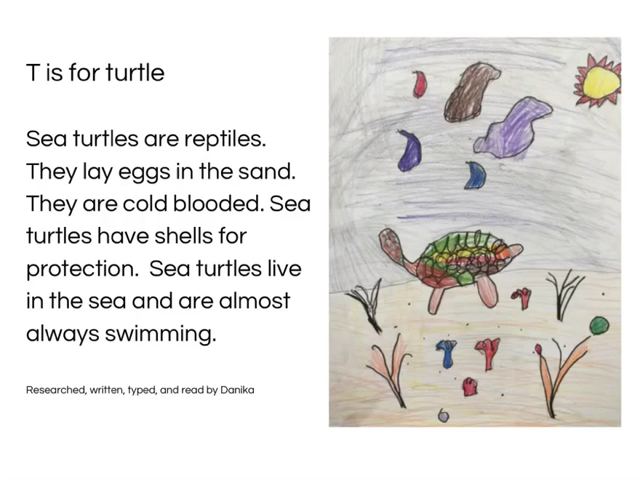 T is for turtle
Sea turtles are reptiles.
They lay eggs in the sand.
They are cold blooded. Sea
turtles have shells for
protection.  Sea turtles live
in the sea and are almost
always swimming.
Researched, written, typed, and read by Danika